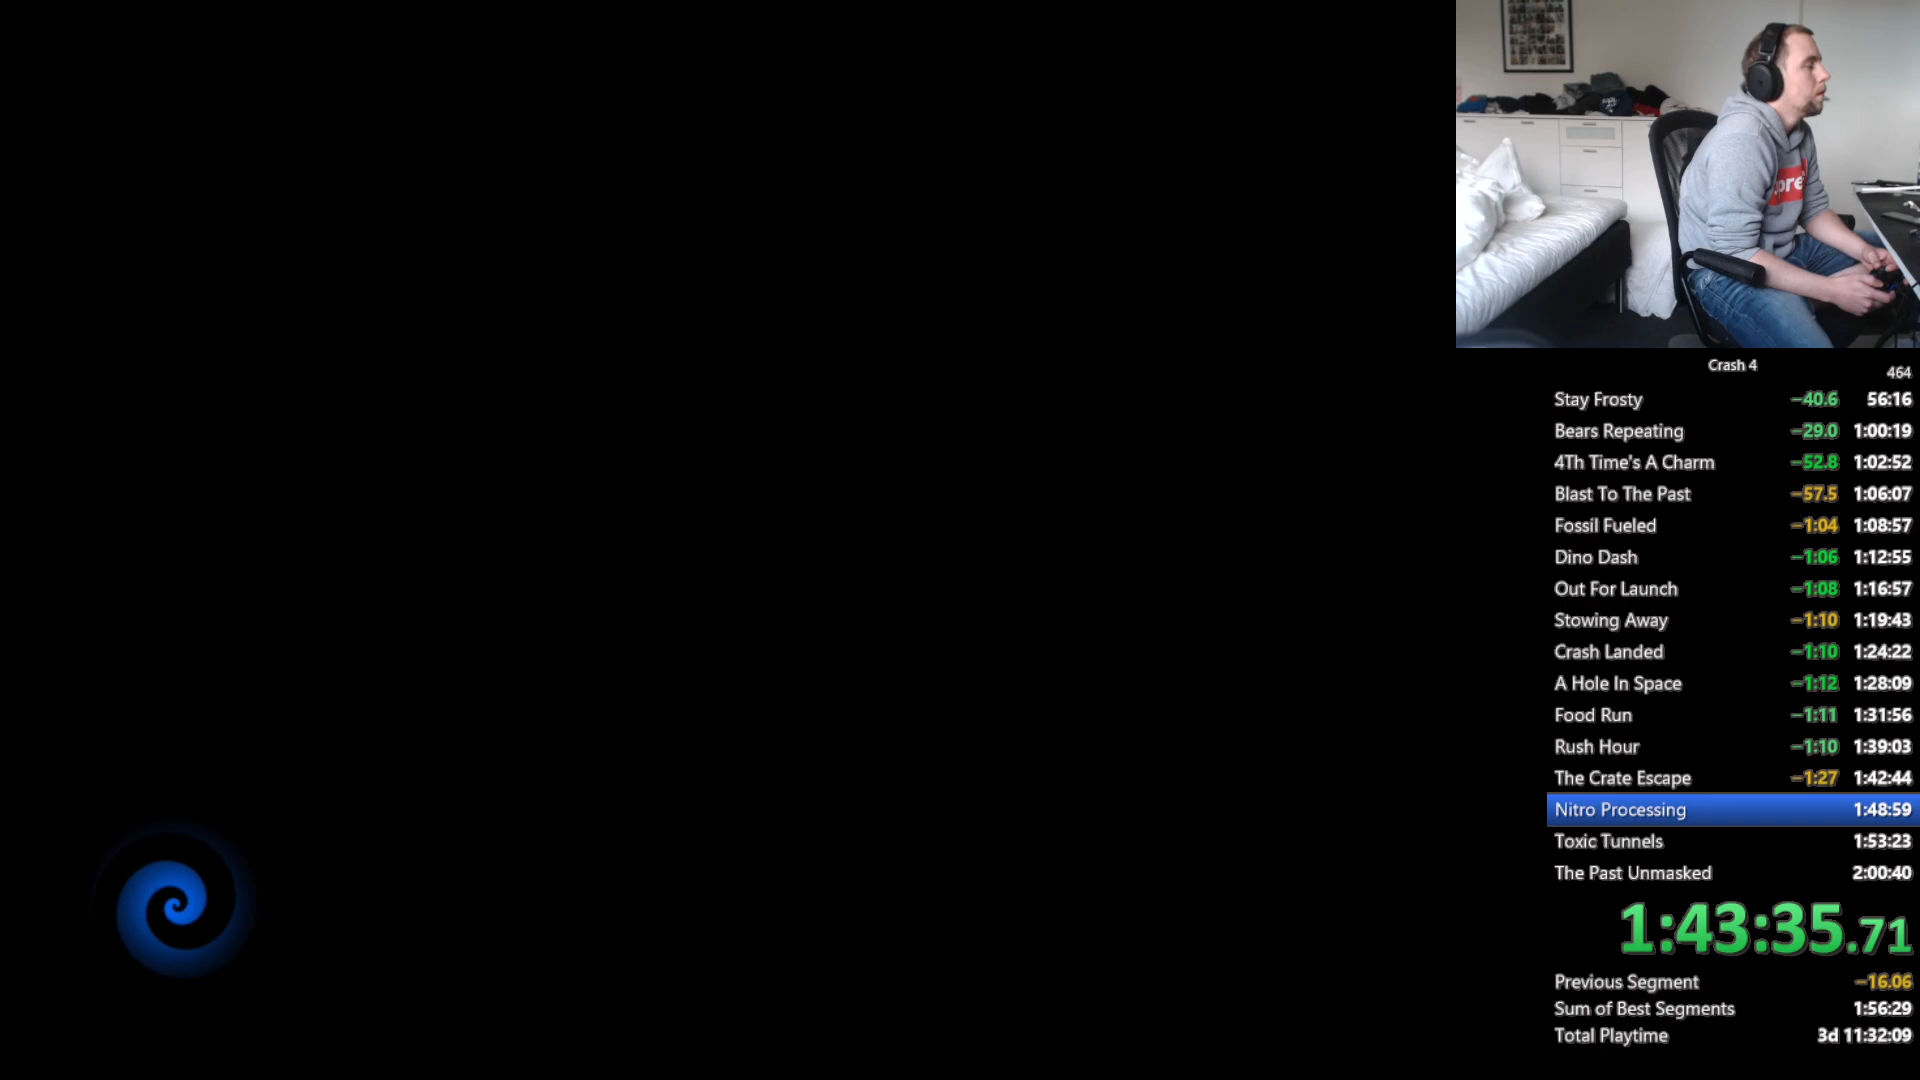 pre
Crash 4
464
Stay Frosty −40.6 56:16
Bears Repeating −29.0 1:00:19
4Th Time's A Charm −52.8 1:02:52
Blast To The Past −57.5 1:06:07
Fossil Fueled −1:04 1:08:57
Dino Dash −1:06 1:12:55
Out For Launch −1:08 1:16:57
Stowing Away −1:10 1:19:43
Crash Landed −1:10 1:24:22
A Hole In Space −1:12 1:28:09
Food Run −1:11 1:31:56
Rush Hour −1:10 1:39:03
The Crate Escape −1:27 1:42:44
Nitro Processing 1:48:59
Toxic Tunnels 1:53:23
The Past Unmasked 2:00:40
1:43:35.71
Previous Segment −16.06
Sum of Best Segments 1:56:29
Total Playtime 3d 11:32:09